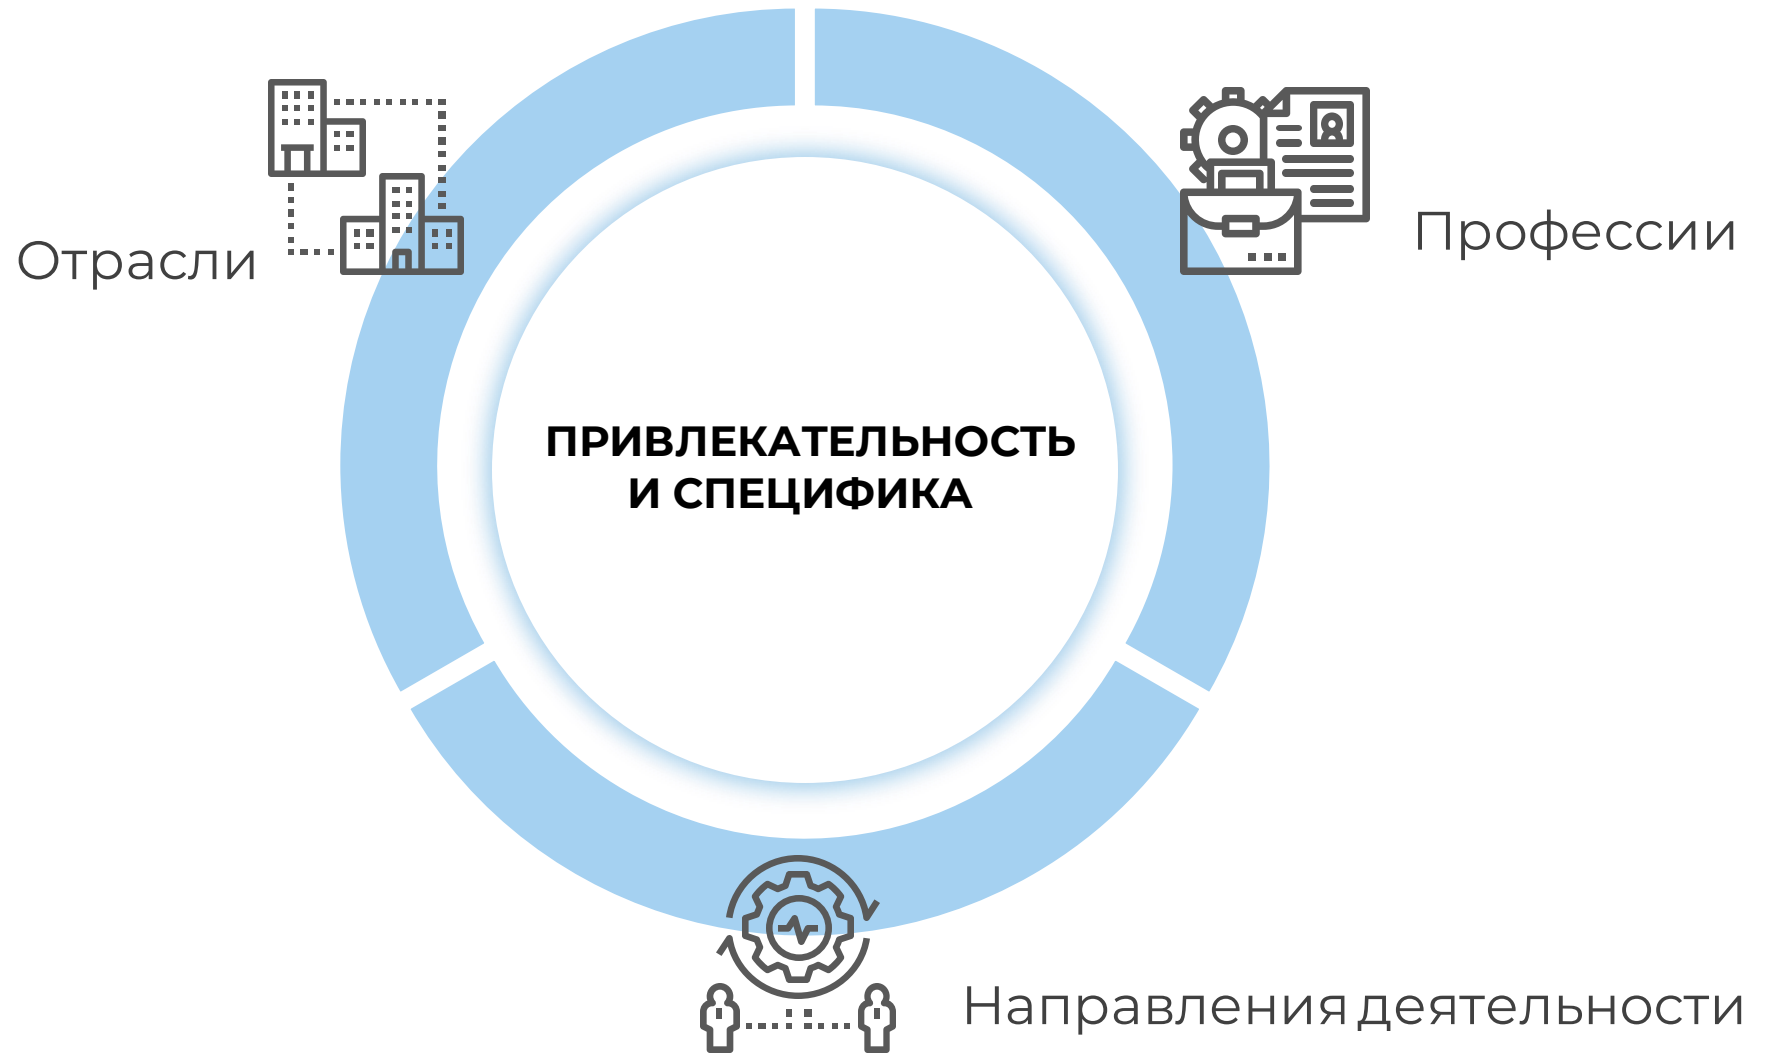 Отрасли
Профессии
ПРИВЛЕКАТЕЛЬНОСТЬ
И СПЕЦИФИКА
Направления деятельности